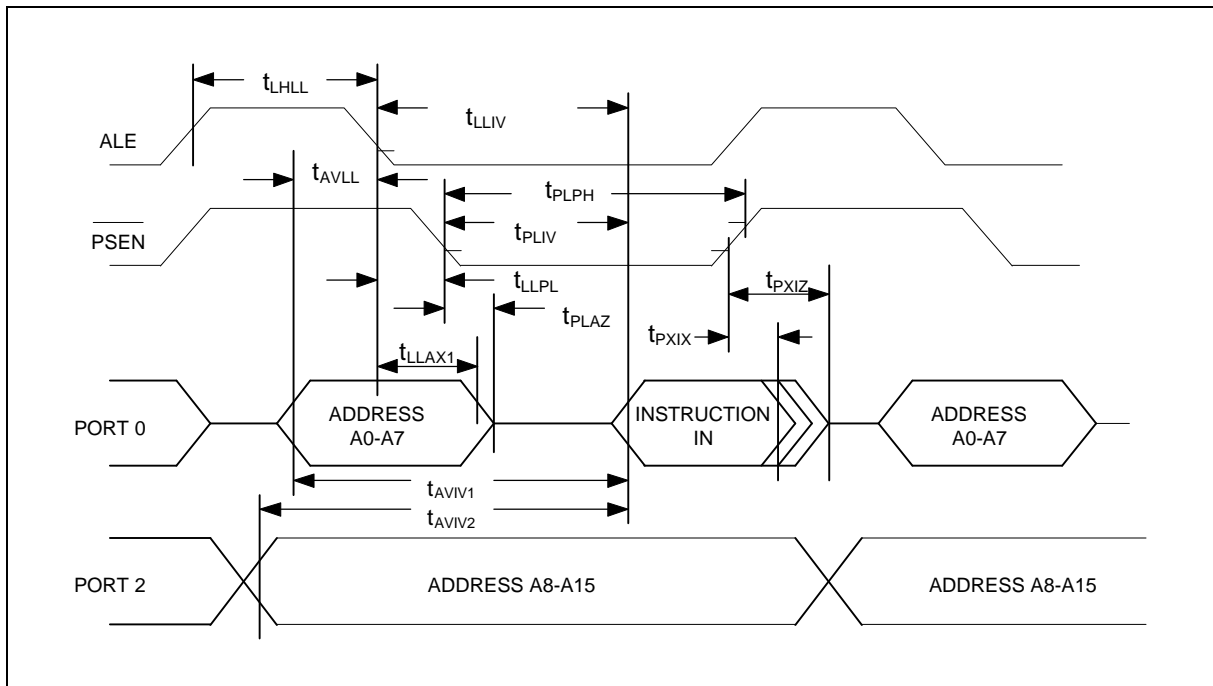 tLHLL
tLLIV
ALE
tAVLL
tPLPH
PSEN
tPLIV
tLLPL
tPXIZ
tPLAZ
tPXIX
tLLAX1
PORT 0
ADDRESS
A0-A7
INSTRUCTION
IN
ADDRESS
A0-A7
tAVIV1
tAVIV2
PORT 2
ADDRESS A8-A15
ADDRESS A8-A15